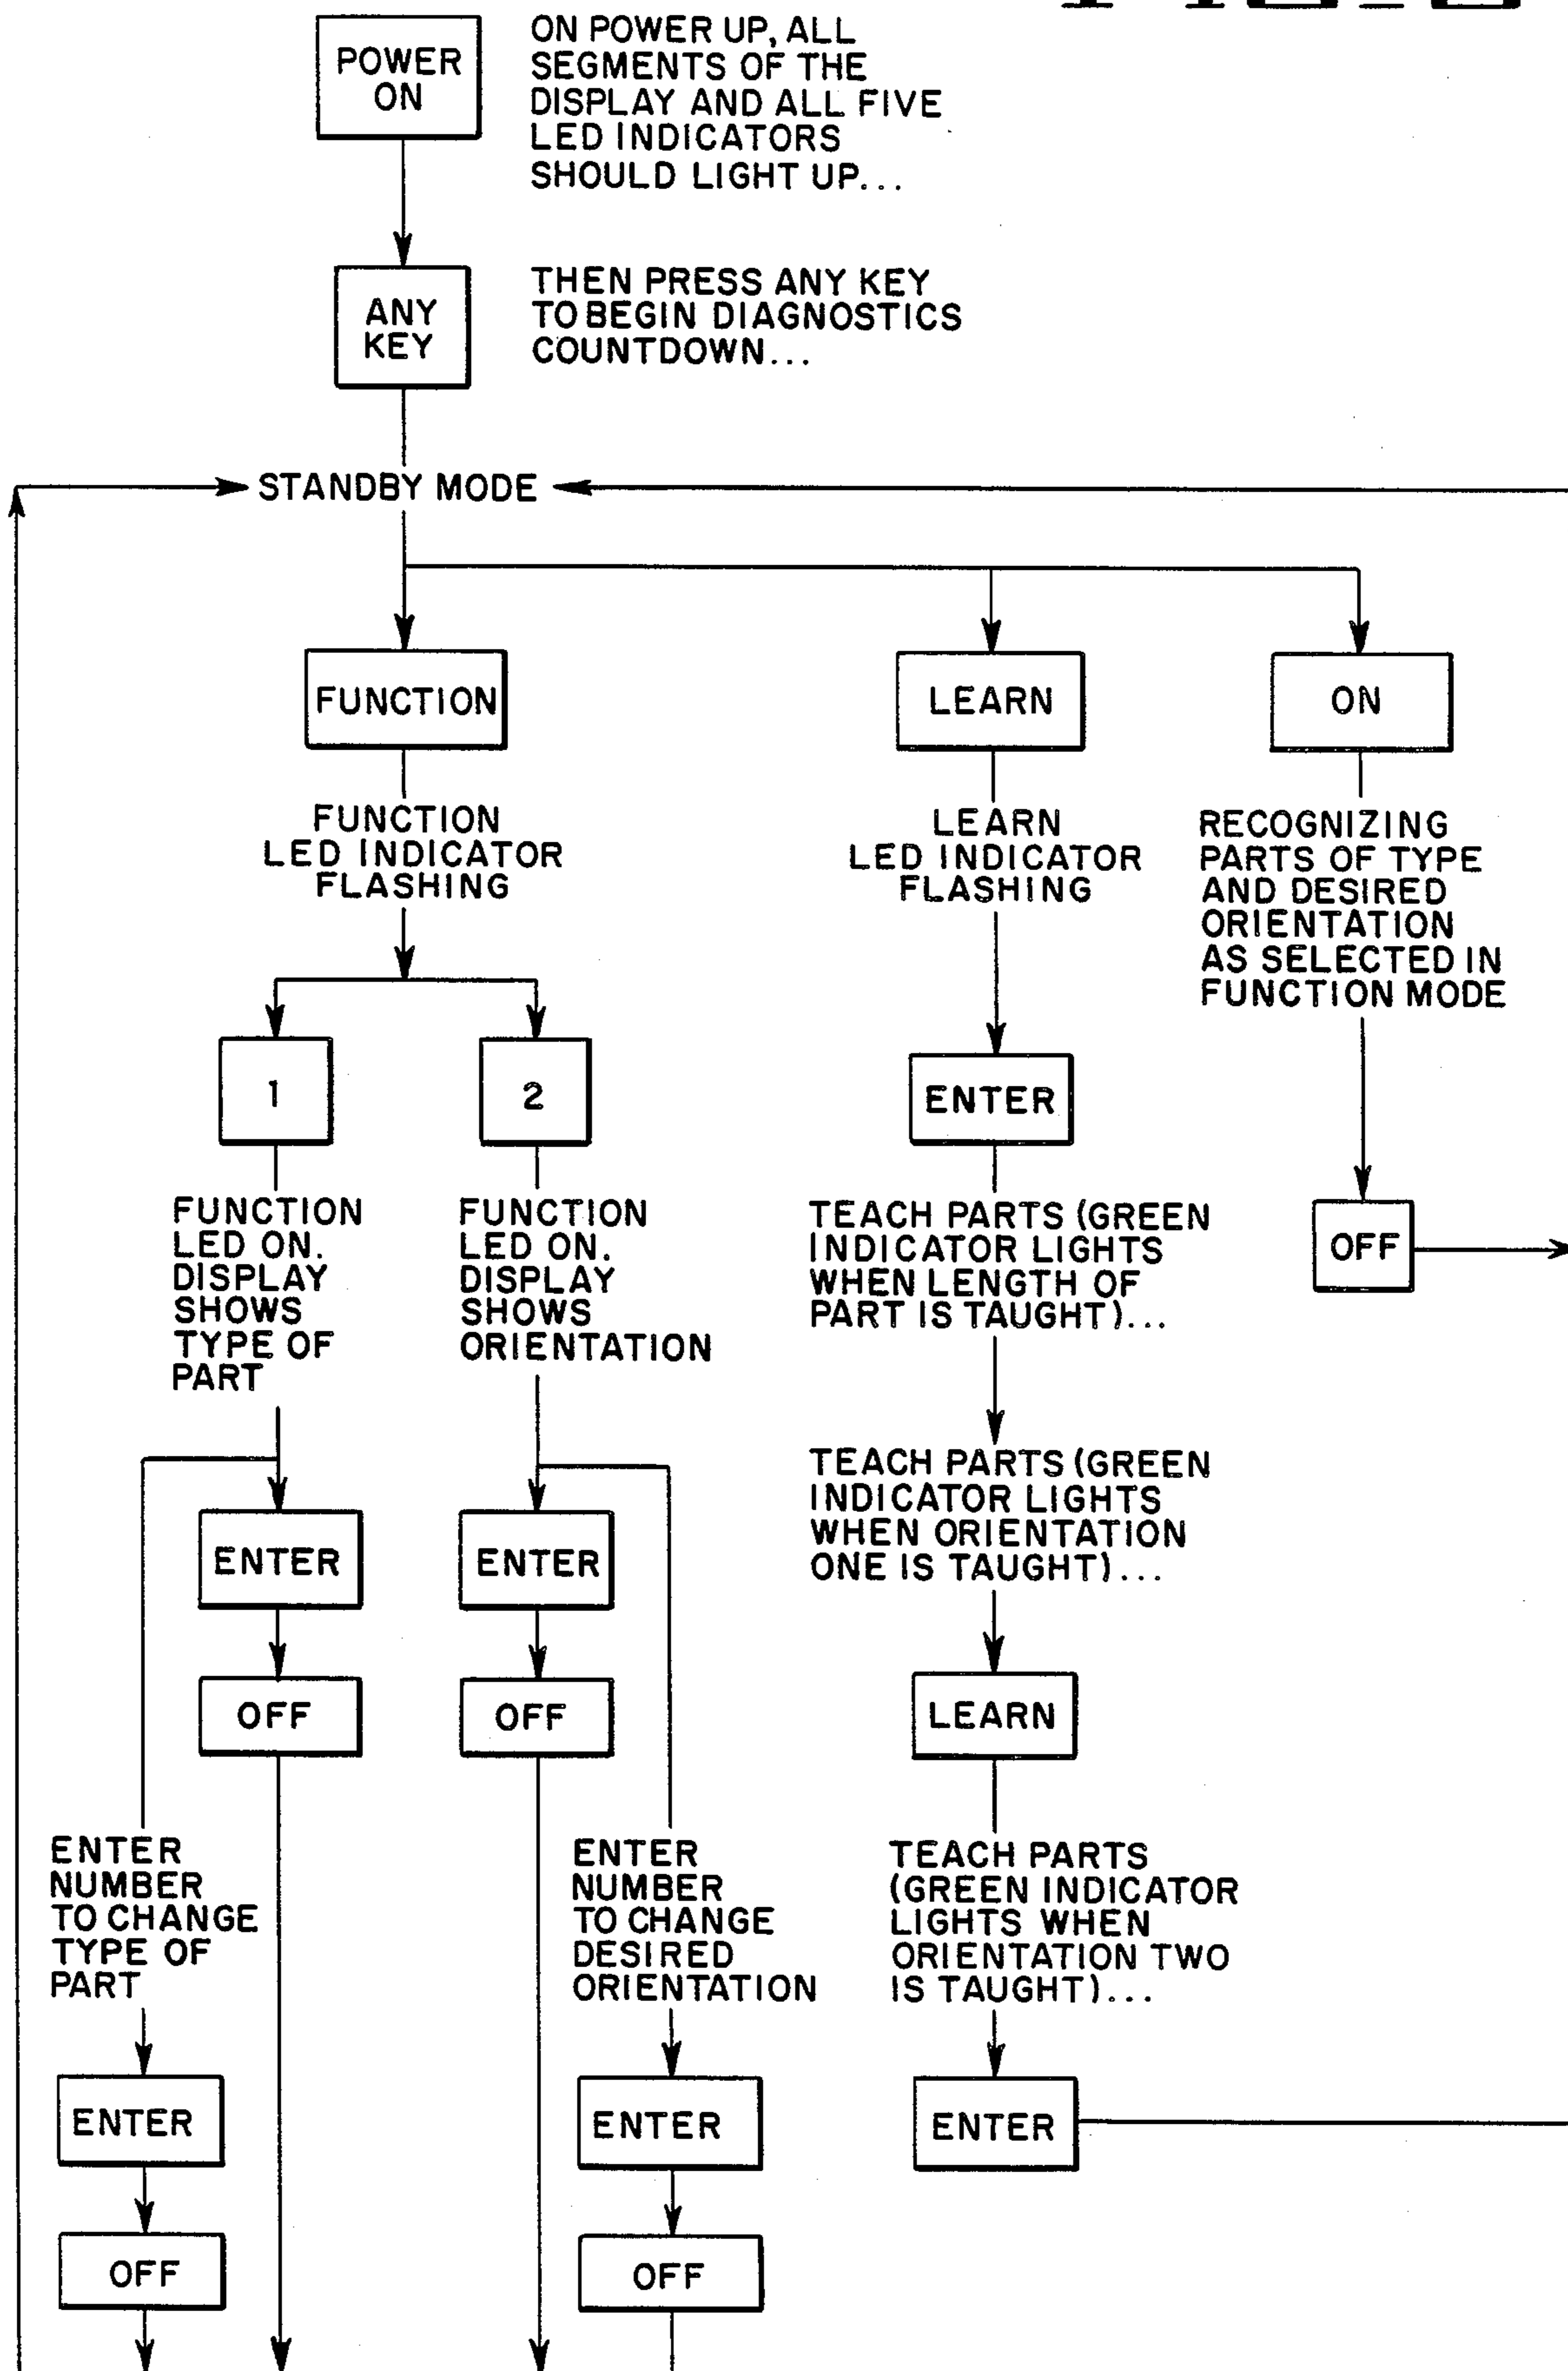 POWER
ON
ON POWER UP, ALL
SEGMENTS OF THE
DISPLAY AND ALL FIVE
LED INDICATORS
SHOULD LIGHT UP...
ANY
KEY
THEN PRESS ANY KEY
TO BEGIN DIAGNOSTICS
COUNTDOWN...
STANDBY MODE
FUNCTION
LEARN
ON
FUNCTION
LED INDICATOR
FLASHING
LEARN
LED INDICATOR
FLASHING
RECOGNIZING
PARTS OF TYPE
AND DESIRED
ORIENTATION
AS SELECTED IN
FUNCTION MODE
1
2
ENTER
OFF
FUNCTION
LED ON.
DISPLAY
SHOWS
TYPE OF
PART
FUNCTION
LED ON.
DISPLAY
SHOWS
ORIENTATION
TEACH PARTS (GREEN
INDICATOR LIGHTS
WHEN LENGTH OF
PART IS TAUGHT)...
TEACH PARTS (GREEN
INDICATOR LIGHTS
WHEN ORIENTATION
ONE IS TAUGHT)...
ENTER
ENTER
OFF
OFF
LEARN
ENTER
NUMBER
TO CHANGE
TYPE OF
PART
ENTER
NUMBER
TO CHANGE
DESIRED
ORIENTATION
TEACH PARTS
(GREEN INDICATOR
LIGHTS WHEN
ORIENTATION TWO
IS TAUGHT)...
ENTER
ENTER
ENTER
OFF
OFF